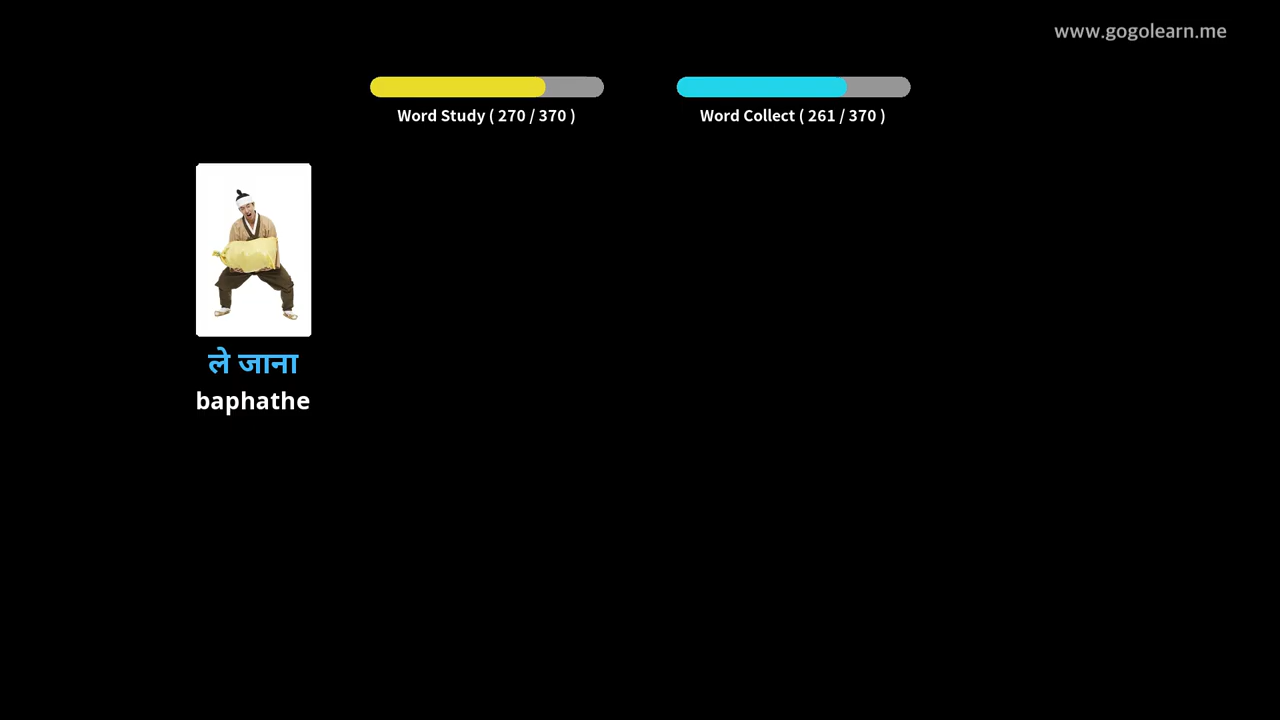 www.gogolearn.me
Word Study ( 270 / 370 )
Word Collect ( 261 / 370 )
ले जाना
baphathe